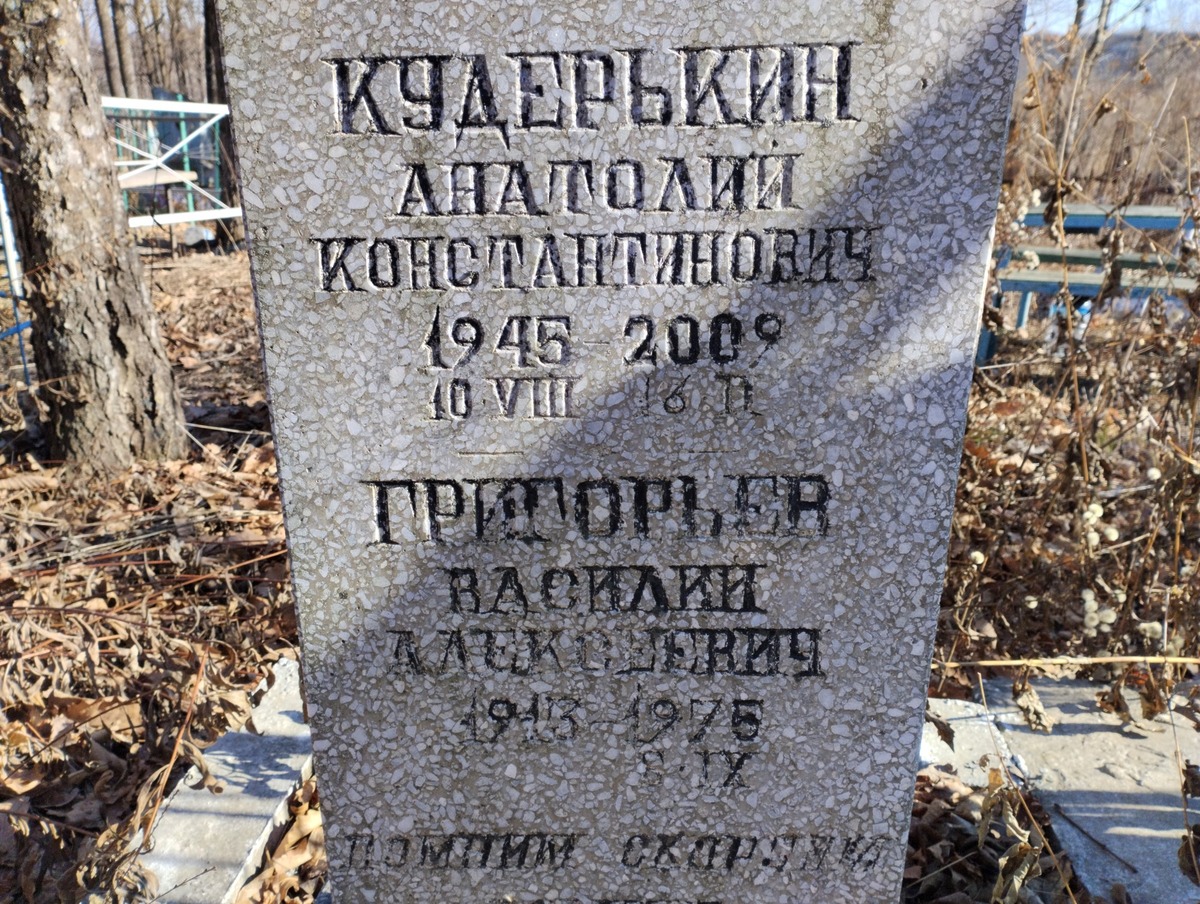 КУДЕРЬКИН
АНАТОЛИЙ
КОНСТАНТИНОВИЧ
1945 – 2009
10 VIII 16 II
ГРИГОРЬЕВ
ВАСИЛИЙ
АЛЕКСЕЕВИЧ
1913 – 1975
8·IX
ПОМНИМ СКОРБИМ